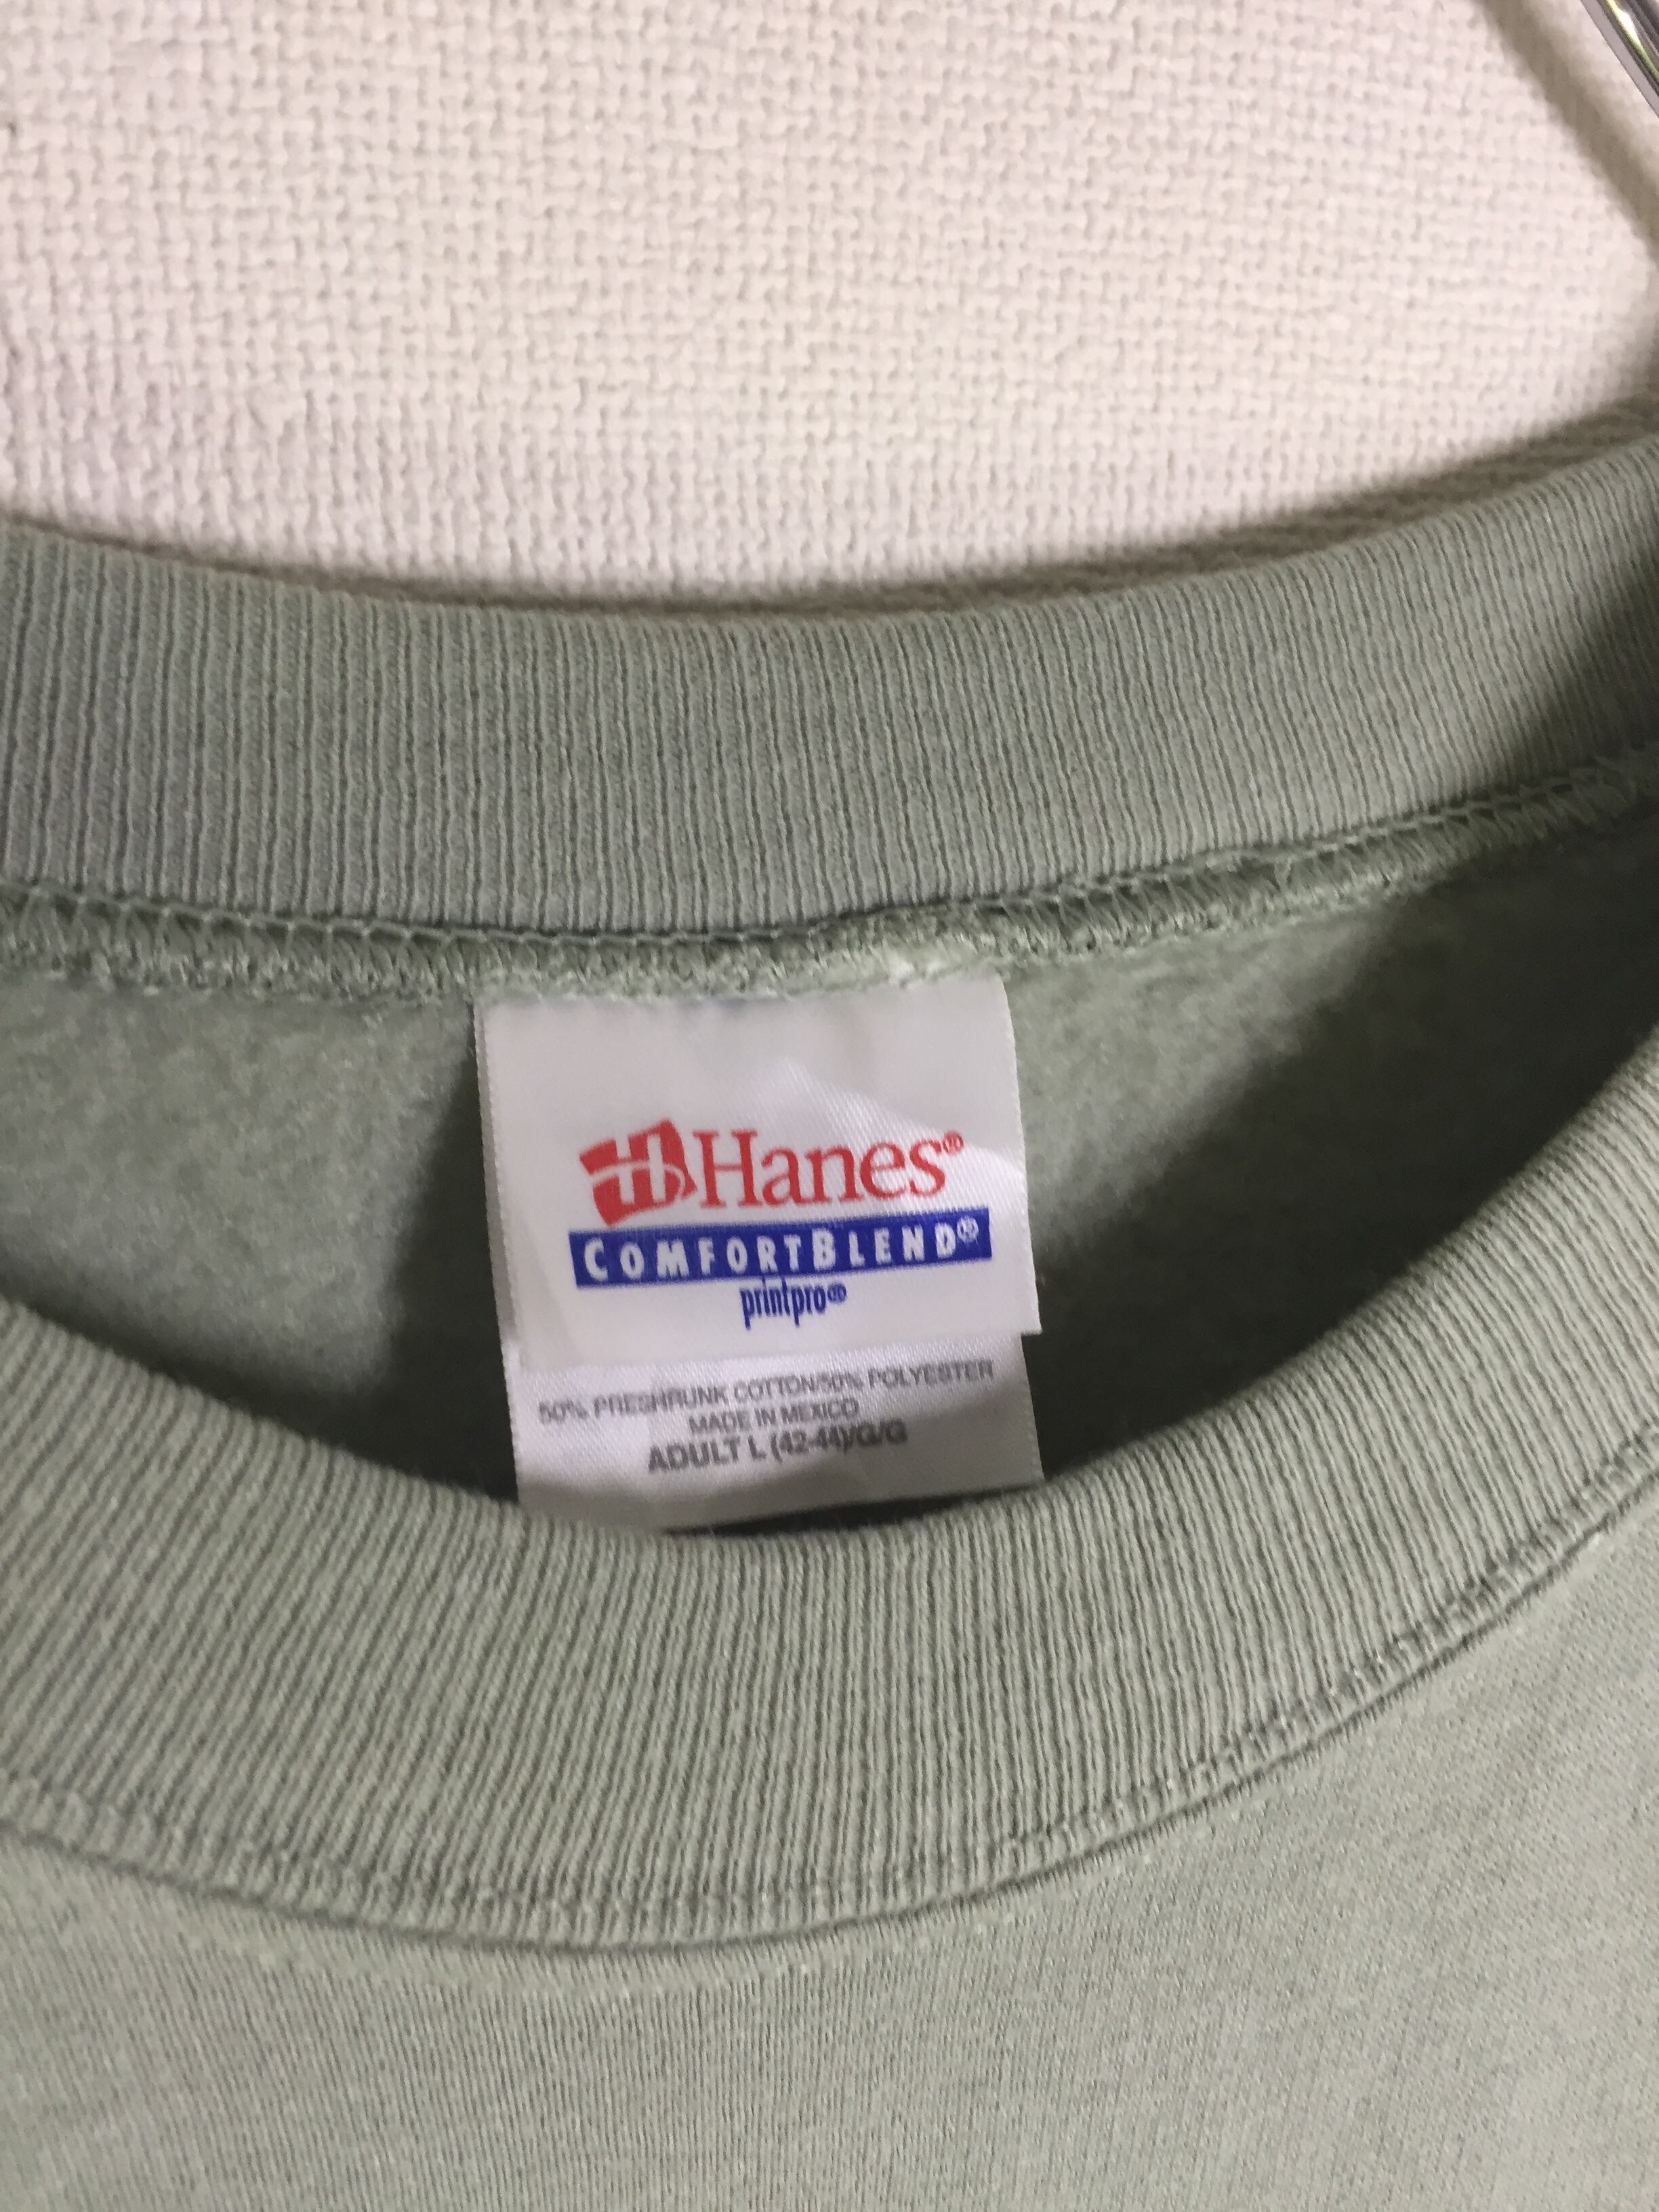 Hanes®
COMFORTBLEND®
printpro®
50% PRESHRUNK COTTON/50% POLYESTER
MADE IN MEXICO
ADULT L (42-44)/G/G